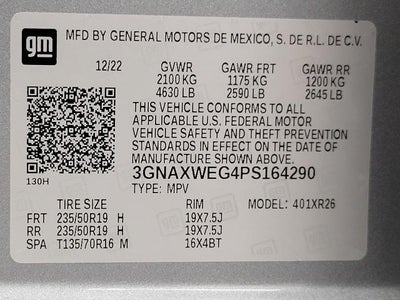 gm MFD BY GENERAL MOTORS DE MEXICO, S. DE R.L. DE C.V.
12/22 GVWR GAWR FRT GAWR RR
2100 KG 1175 KG 1200 KG
4630 LB 2590 LB 2645 LB
THIS VEHICLE CONFORMS TO ALL
APPLICABLE U.S. FEDERAL MOTOR
VEHICLE SAFETY AND THEFT PREVENTION
STANDARDS IN EFFECT ON THE DATE OF
MANUFACTURE SHOWN ABOVE.
130H
3GNAXWEG4PS164290
TYPE: MPV
TIRE SIZE RIM MODEL: 401XR26
FRT 235/50R19 H 19X7.5J
RR 235/50R19 H 19X7.5J
SPA T135/70R16 M 16X4BT